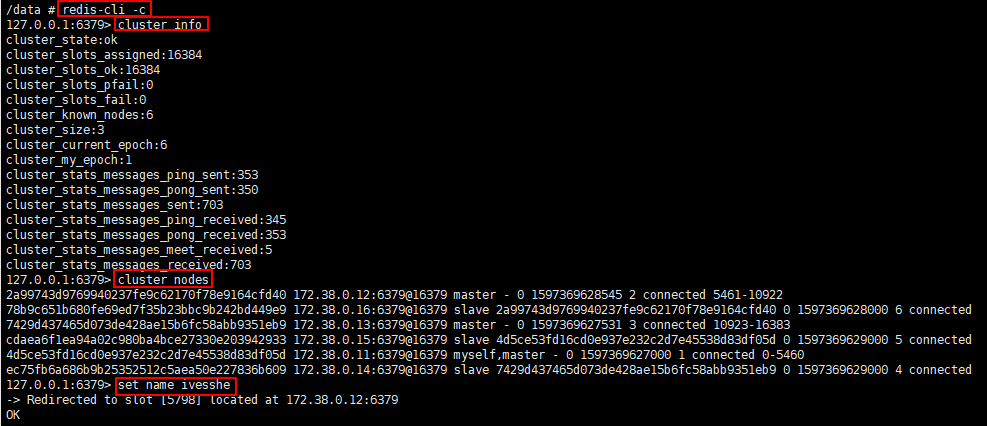 /data # redis-cli -c
127.0.0.1:6379> cluster info
cluster_state:ok
cluster_slots_assigned:16384
cluster_slots_ok:16384
cluster_slots_pfail:0
cluster_slots_fail:0
cluster_known_nodes:6
cluster_size:3
cluster_current_epoch:6
cluster_my_epoch:1
cluster_stats_messages_ping_sent:353
cluster_stats_messages_pong_sent:350
cluster_stats_messages_sent:703
cluster_stats_messages_ping_received:345
cluster_stats_messages_pong_received:353
cluster_stats_messages_meet_received:5
cluster_stats_messages_received:703
127.0.0.1:6379> cluster nodes
2a99743d9769940237fe9c62170f78e9164cfd40 172.38.0.12:6379@16379 master - 0 1597369628545 2 connected 5461-10922
78b9c651b680fe69ed7f35b23bbc9b242bd449e9 172.38.0.16:6379@16379 slave 2a99743d9769940237fe9c62170f78e9164cfd40 0 1597369628000 6 connected
7429d437465d073de428ae15b6fc58abb9351eb9 172.38.0.13:6379@16379 master - 0 1597369627531 3 connected 10923-16383
cdaea6f1ea94a02c980ba4bce27330e203942933 172.38.0.15:6379@16379 slave 4d5ce53fd16cd0e937e232c2d7e45538d83df05d 0 1597369629000 5 connected
4d5ce53fd16cd0e937e232c2d7e45538d83df05d 172.38.0.11:6379@16379 myself,master - 0 1597369627000 1 connected 0-5460
ec75fb6a686b9b25352512c5aea50e227836b609 172.38.0.14:6379@16379 slave 7429d437465d073de428ae15b6fc58abb9351eb9 0 1597369629000 4 connected
127.0.0.1:6379> set name ivesshe
-> Redirected to slot [5798] located at 172.38.0.12:6379
OK